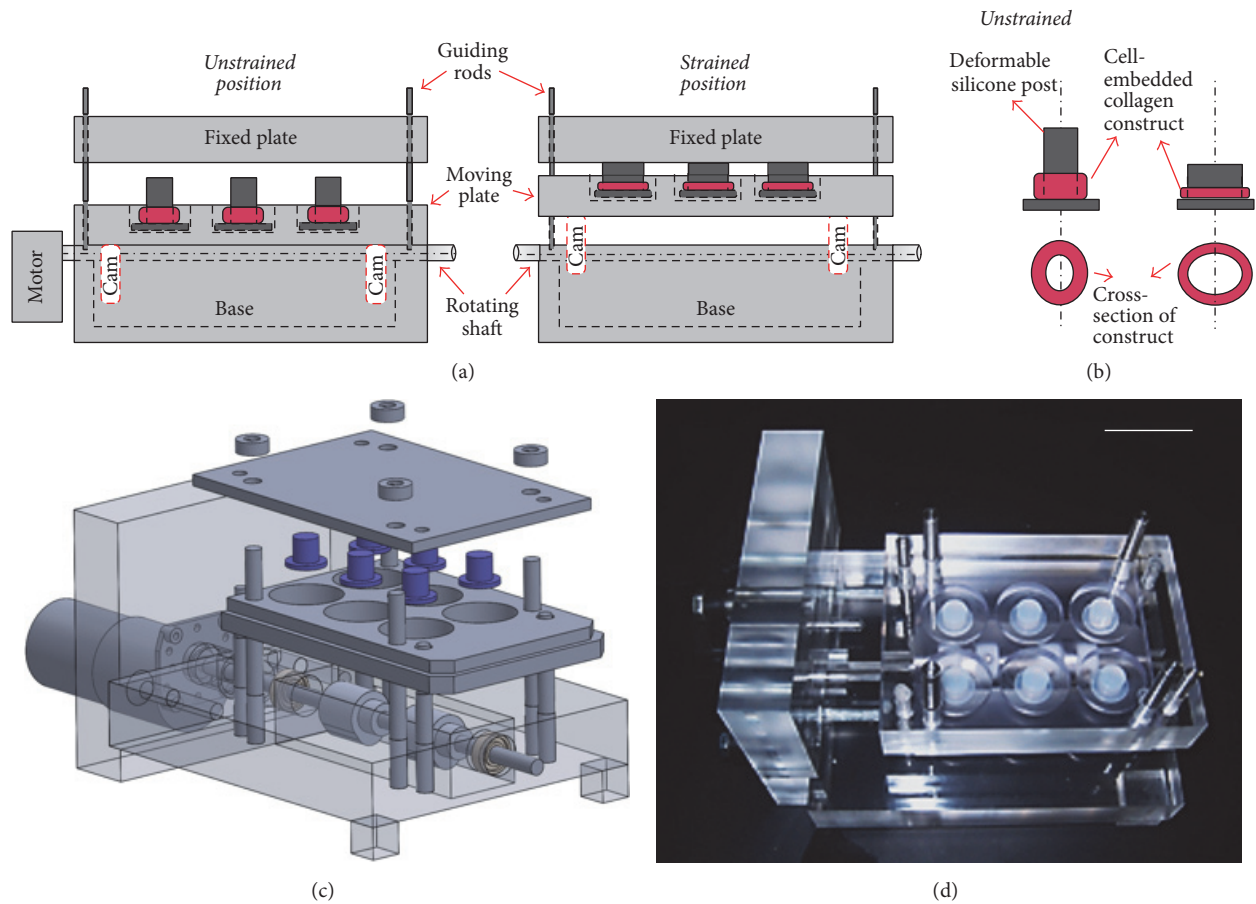 Unstrained
position
Guiding
rods
Strained
position
Fixed plate
Fixed plate
Moving
plate
Motor
Cam
Cam
Base
Rotating
shaft
Cam
Cam
Base
(a)
Unstrained
Deformable
silicone post
Cell-
embedded
collagen
construct
Cross-
section of
construct
(b)
(c)
(d)